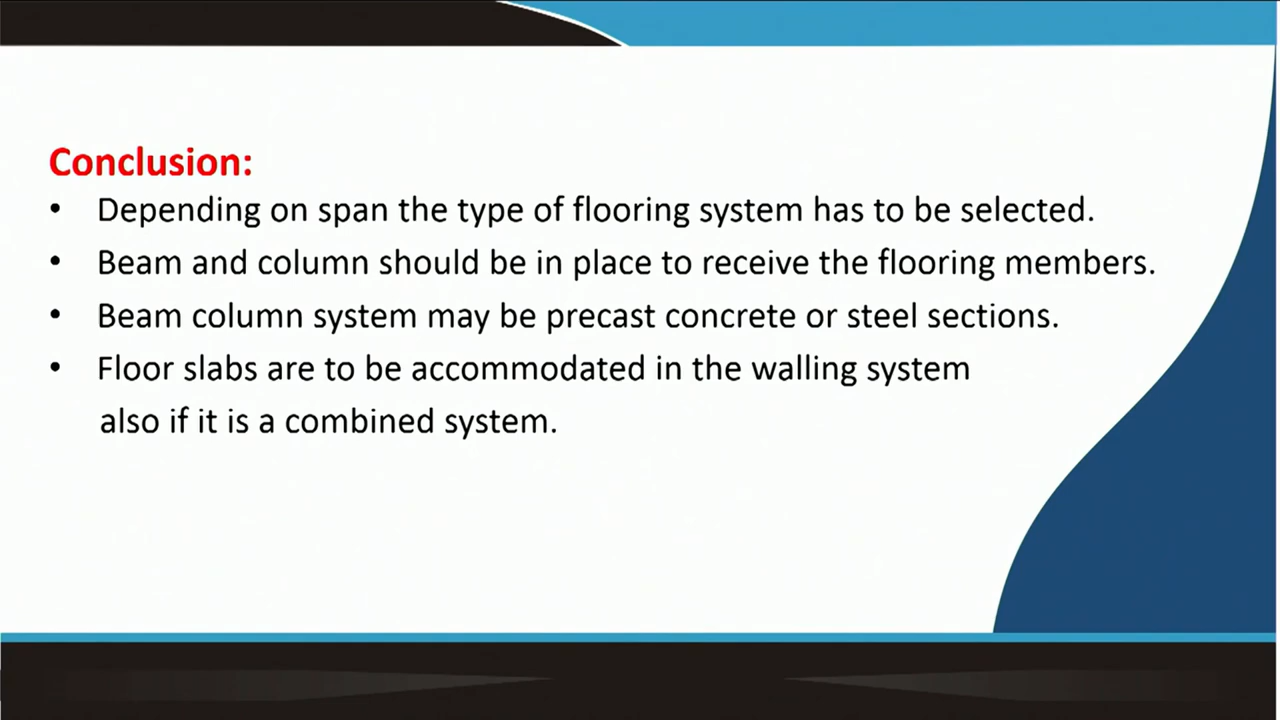 Conclusion:
• Depending on span the type of flooring system has to be selected.
• Beam and column should be in place to receive the flooring members.
• Beam column system may be precast concrete or steel sections.
• Floor slabs are to be accommodated in the walling system
also if it is a combined system.